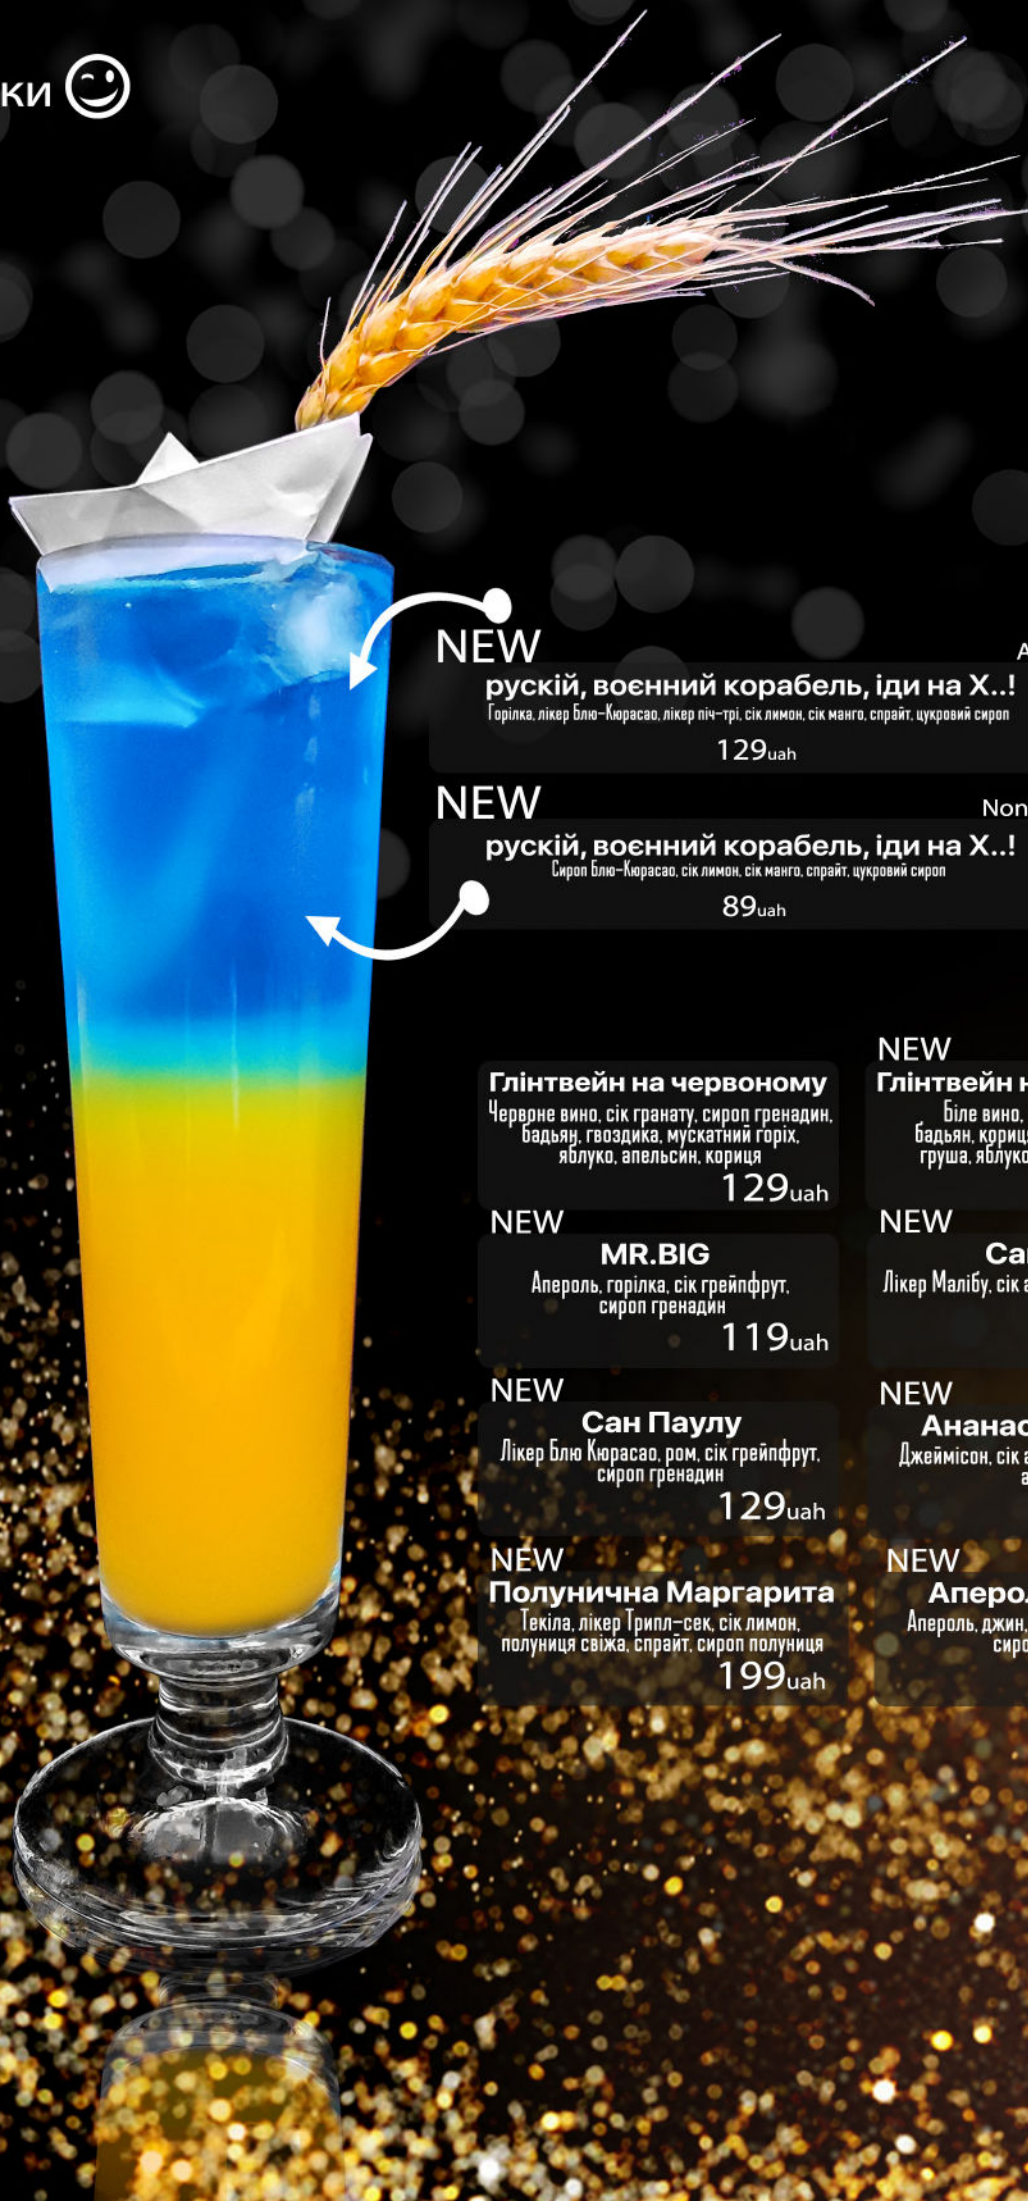 ки
NEW
рускій, воєнний корабель, іди на Х..!
Горілка, лікер Блю-Кюрасао, лікер піч-трі, сік лимон, сік манго, спрайт, цукровий сироп
129uah
NEW
Non
рускій, воєнний корабель, іди на Х..!
Сироп Блю-Кюрасао, сік лимон, сік манго, спрайт, цукровий сироп
89uah
Глінтвейн на червоному
Червоне вино, сік гранату, сироп гренадин,
бадьян, гвоздика, мускатний горіх,
яблуко, апельсин, кориця
129uah
NEW
Глінтвейн
Біле вино,
бадьян,
груша,
NEW
MR.BIG
Апероль, горілка, сік грейпфрут,
сироп гренадин
119uah
NEW
Лікер Малібу, сік
NEW
Сан Паулу
Лікер Блю Кюрасао, ром, сік грейпфрут,
сироп гренадин
129uah
NEW
Джеймісон, сік
NEW
Полунична Маргарита
Текіла, лікер Трипл-сек, сік лимон,
полуниця свіжа, спрайт, сироп полуниця
199uah
NEW
Апероль, джин,